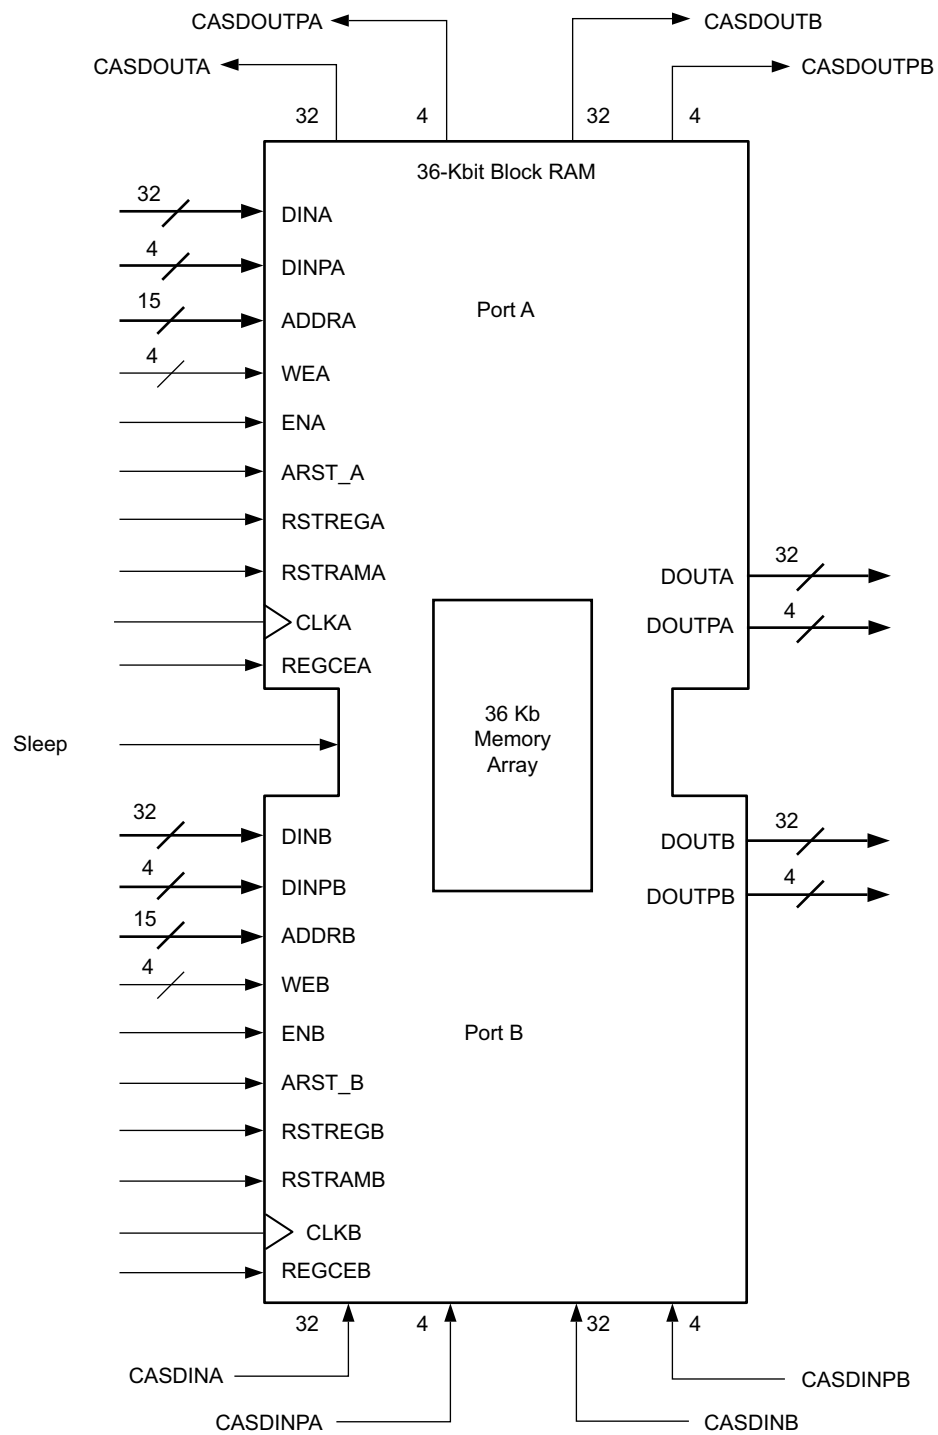 CASDOUTPA
CASDOUTB
CASDOUTA
CASDOUTPB
32 4 32 4
36-Kbit Block RAM
32
DINA
4
DINPA
15
ADDRA
Port A
4
WEA
ENA
ARST_A
RSTREGA
RSTRAMA
CLKA
REGCEA
DOUTA
32
DOUTPA
4
36 Kb
Memory
Array
Sleep
32
DINB
4
DINPB
15
ADDRB
4
WEB
ENB
ARST_B
RSTREGB
RSTRAMB
CLKB
REGCEB
DOUTB
32
DOUTPB
4
Port B
32 4 32 4
CASDINA
CASDINPB
CASDINPA
CASDINB